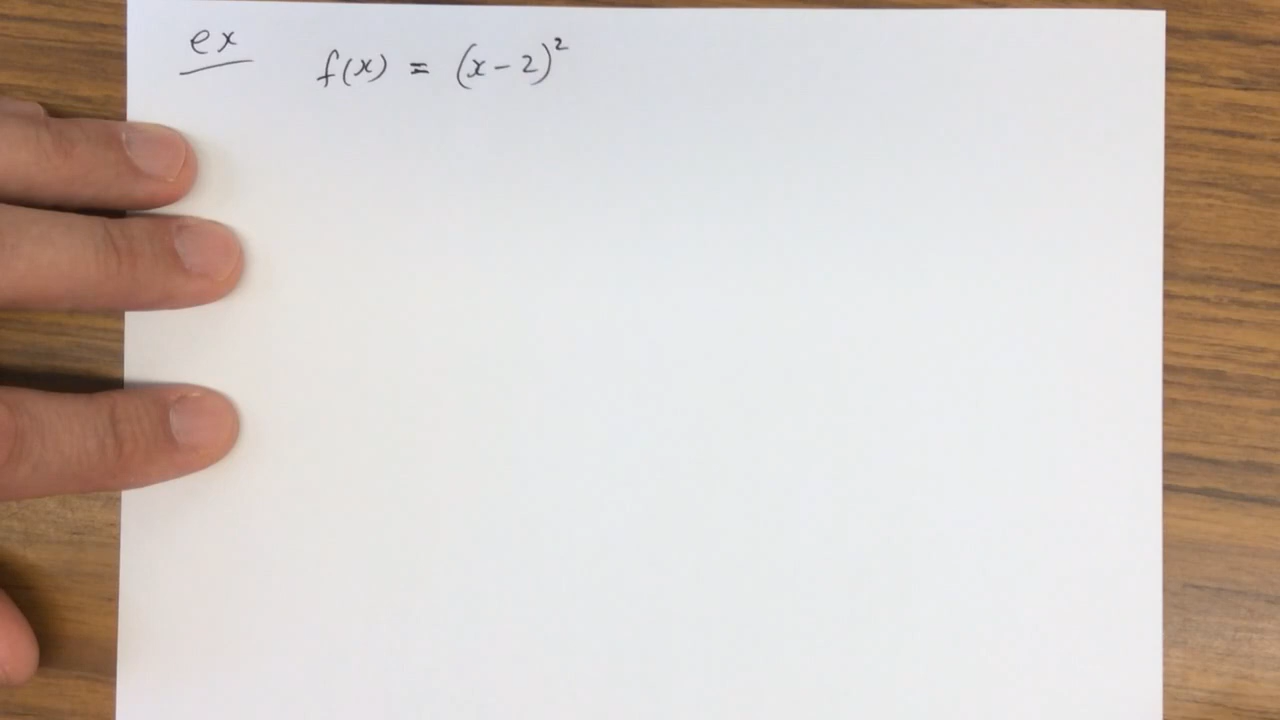 ex f(x) = (x-2)²